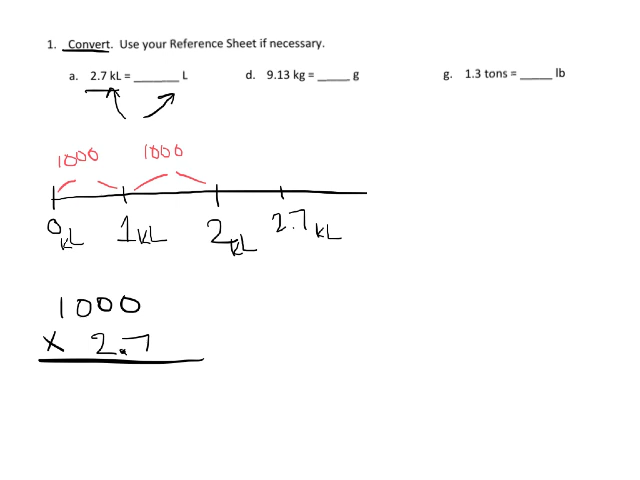 1. Convert. Use your Reference Sheet if necessary.
a. 2.7 kL = ______ L d. 9.13 kg = _____ g g. 1.3 tons = _____ lb
1000 1000
0 kL 1 kL 2 kL 2.7 kL
1000
x 2.7